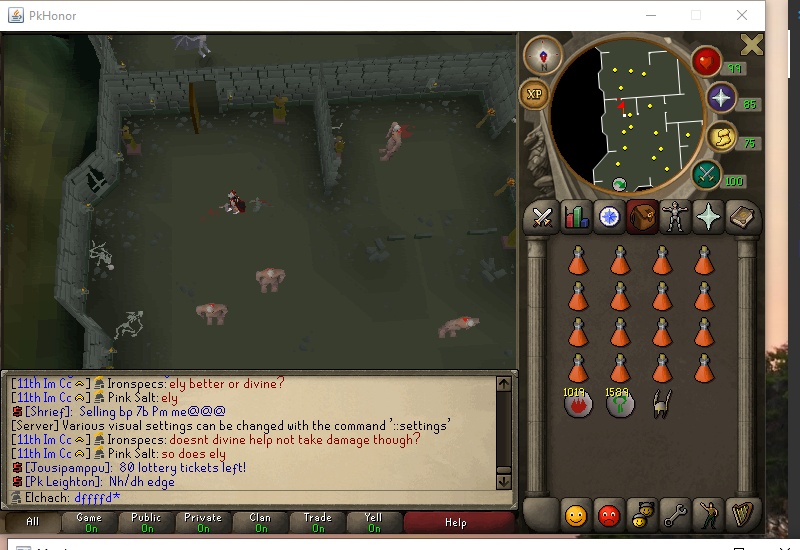 PkHonor
N
XP
99
85
75
100
1019
1589
[11th Im Cc] Ironspecs: ely better or divine?
[11th Im Cc] Pink Salt: ely
[Shrief]: Selling bp 7b Pm me@@@
[Server] Various visual settings can be changed with the command '::settings'
[11th Im Cc] Ironspecs: doesnt divine help not take damage though?
[11th Im Cc] Pink Salt: so does ely
[Jousipamppu]: 80 lottery tickets left!
[Pk Leighton]: Nh/dh edge
Elchach: dffffd*
All Game Public Private Clan Trade Yell Help
On On On On On On